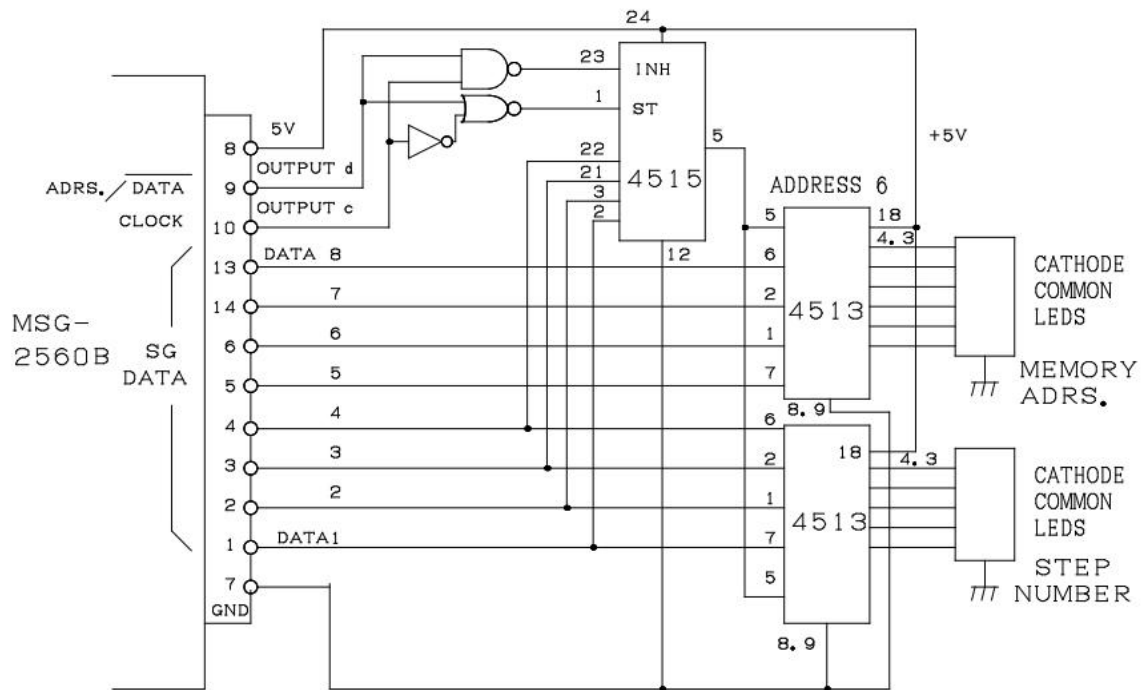 24
23
INH
1
ST
5V
8
5
+5V
OUTPUT d
22
ADRS./DATA
9
21
4515
ADDRESS 6
OUTPUT c
3
CLOCK
10
2
5
18
12
4.3
DATA 8
13
6
CATHODE
COMMON
LEDS
7
14
2
4513
MSG-
2560B
6
6
1
SG
DATA
5
5
7
MEMORY
ADRS.
8.9
4
4
6
18
4.3
3
3
2
CATHODE
COMMON
LEDS
2
2
1
4513
1
DATA1
7
7
5
STEP
NUMBER
GND
8.9